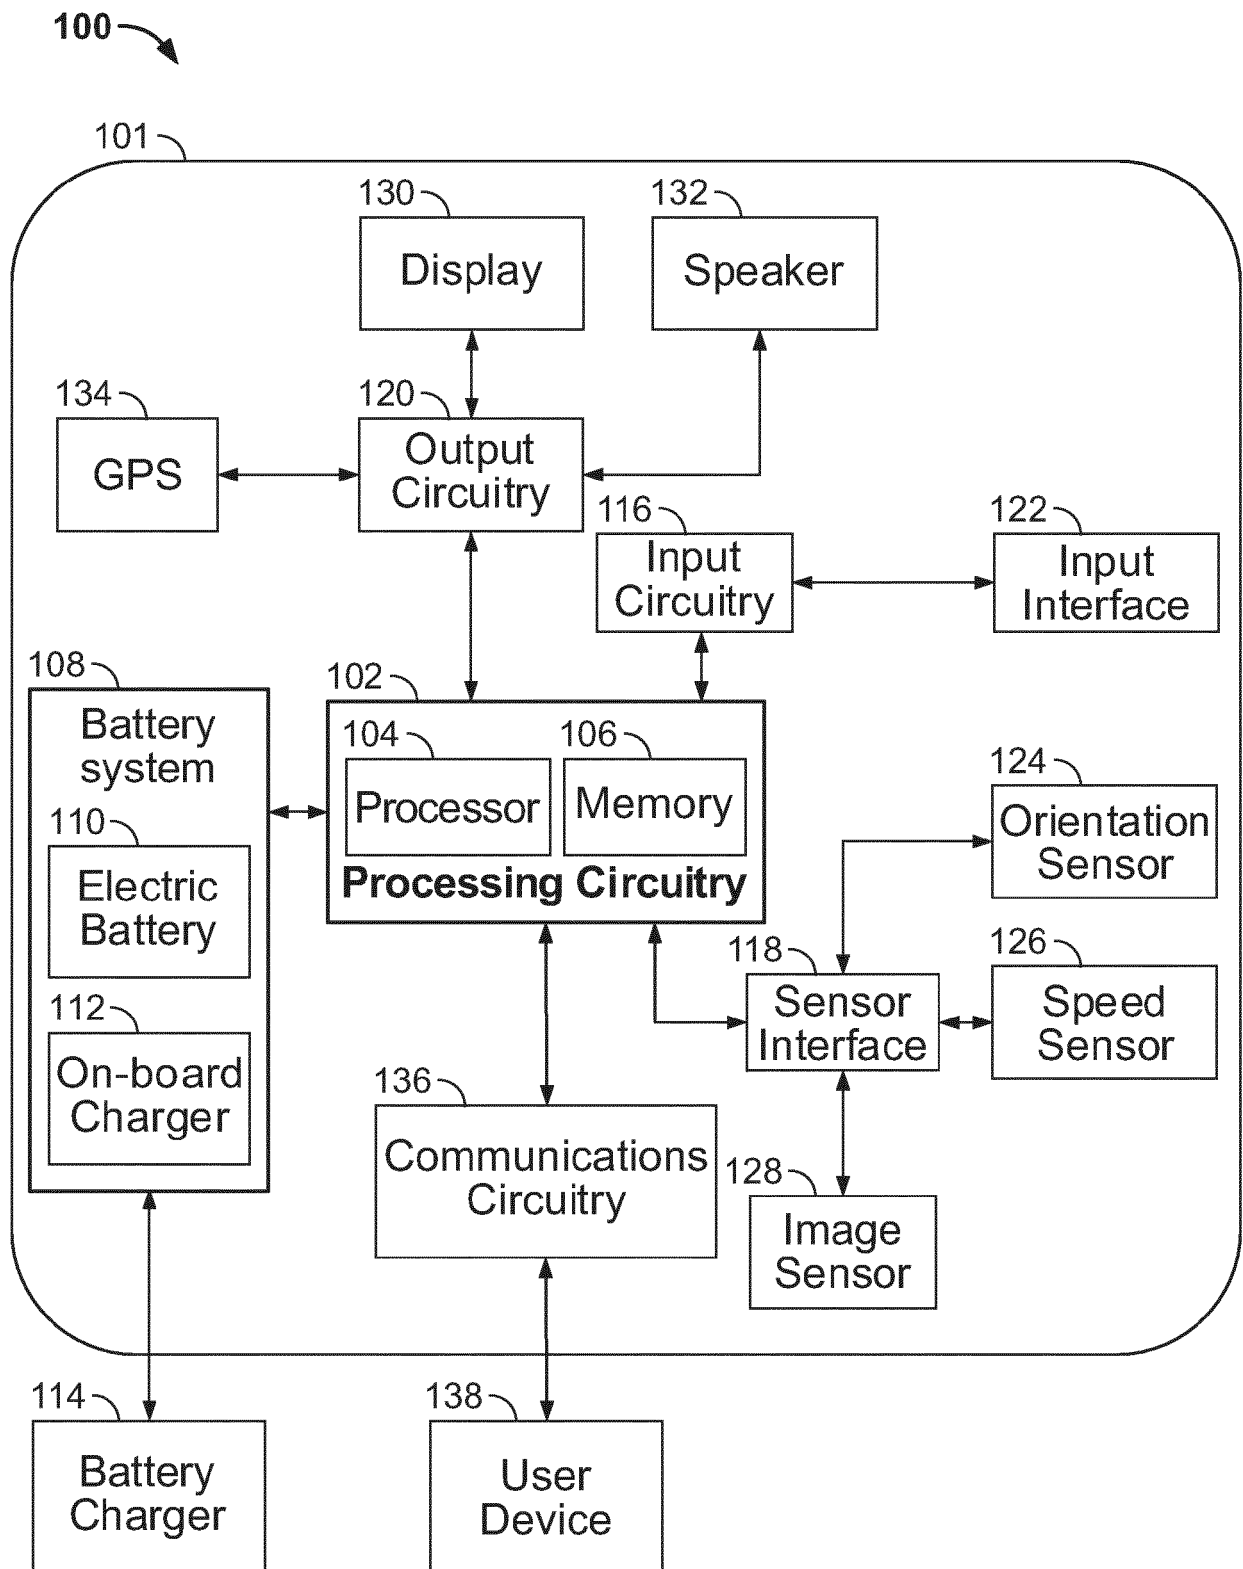 100
101
130
Display
132
Speaker
134
GPS
120
Output
Circuitry
116
Input
Circuitry
122
Input
Interface
108
Battery
system
110
Electric
Battery
112
On-board
Charger
102
104
Processor
106
Memory
Processing Circuitry
124
Orientation
Sensor
118
Sensor
Interface
126
Speed
Sensor
136
Communications
Circuitry
128
Image
Sensor
114
Battery
Charger
138
User
Device